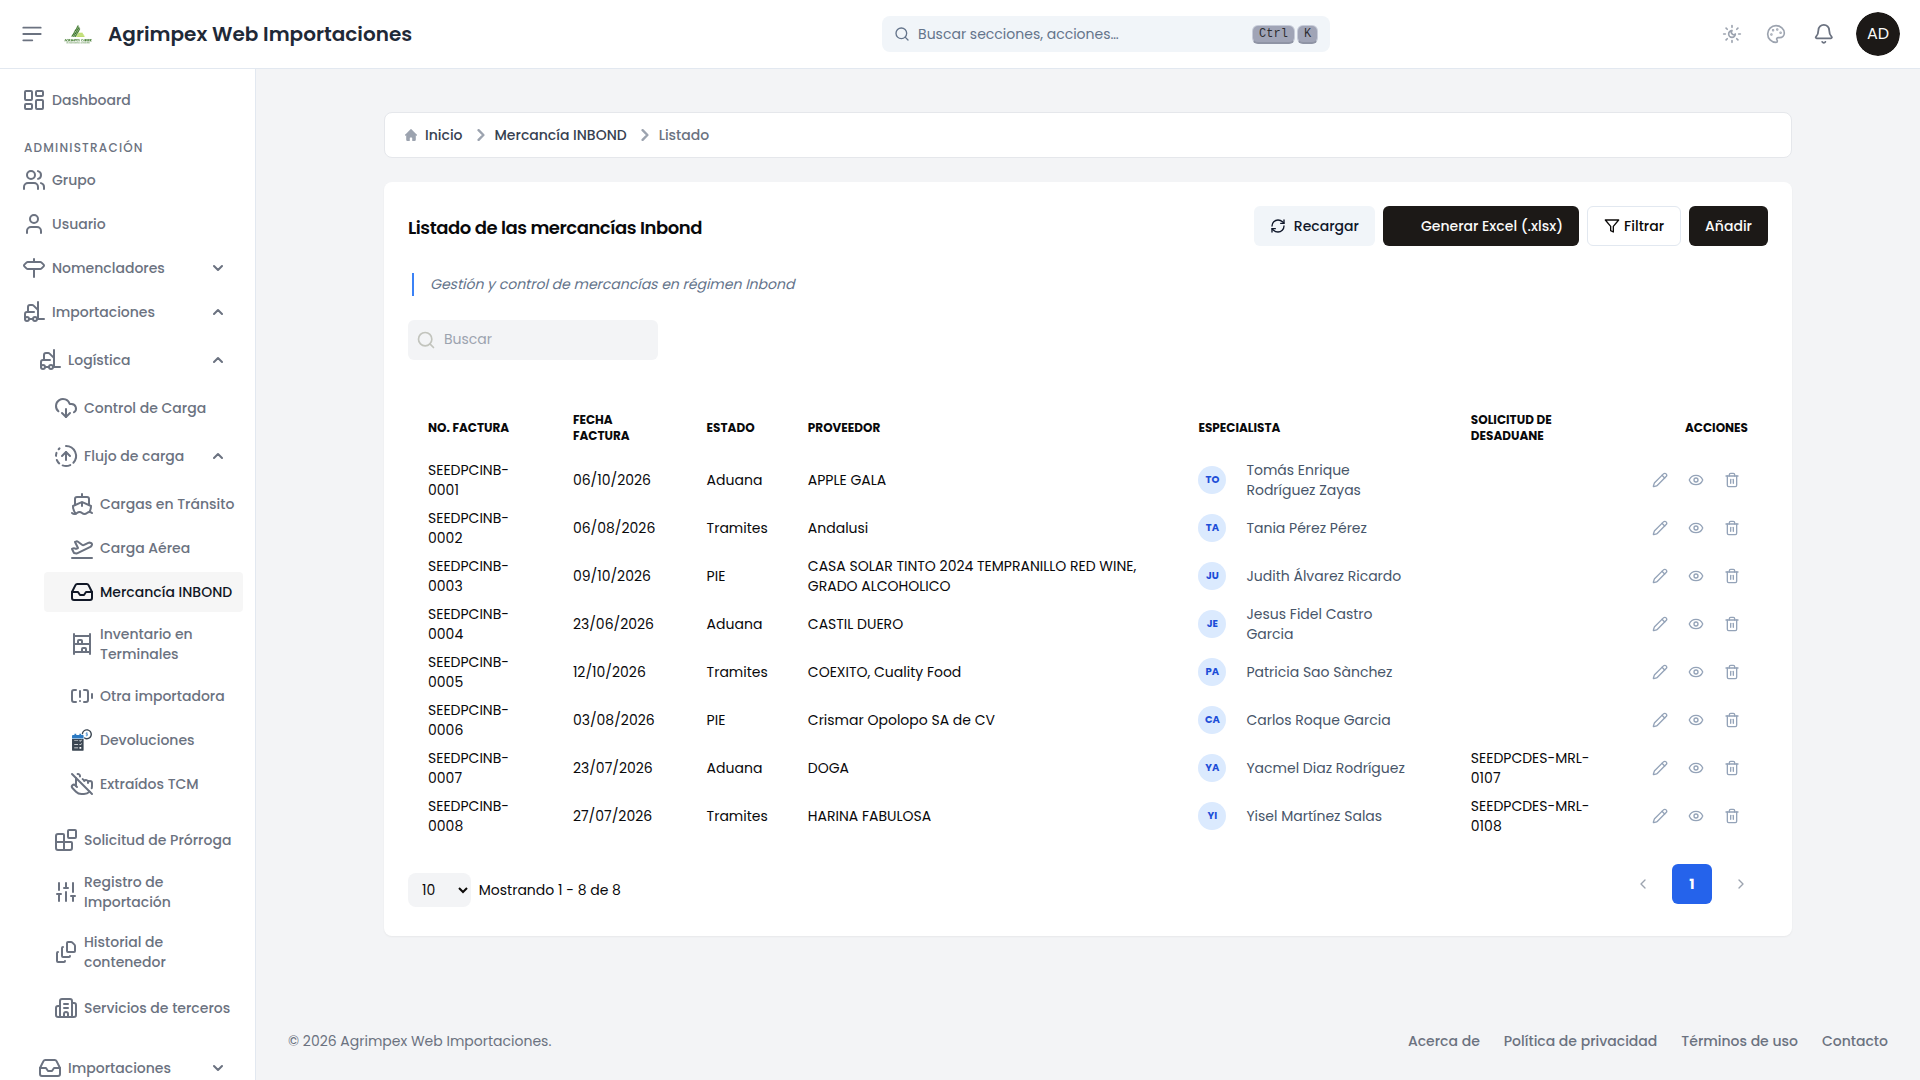 Agrimpex Web Importaciones
Buscar secciones, acciones...
Ctrl K
AD
Dashboard
ADMINISTRACIÓN
Grupo
Usuario
Nomencladores
Importaciones
Logística
Control de Carga
Flujo de carga
Cargas en Tránsito
Carga Aérea
Mercancía INBOND
Inventario en
Terminales
Otra importadora
Devoluciones
Extraídos TCM
Solicitud de Prórroga
Registro de
Importación
Historial de
contenedor
Servicios de terceros
Importaciones
Inicio > Mercancía INBOND > Listado
Listado de las mercancías Inbond
Recargar
Generar Excel (.xlsx)
Filtrar
Añadir
Gestión y control de mercancías en régimen Inbond
Buscar
NO. FACTURA FECHA FACTURA ESTADO PROVEEDOR ESPECIALISTA SOLICITUD DE DESADUANE ACCIONES
SEEDPCINB-0001 06/10/2026 Aduana APPLE GALA TO Tomás Enrique Rodríguez Zayas
SEEDPCINB-0002 06/08/2026 Tramites Andalusi TA Tania Pérez Pérez
SEEDPCINB-0003 09/10/2026 PIE CASA SOLAR TINTO 2024 TEMPRANILLO RED WINE, GRADO ALCOHOLICO JU Judith Álvarez Ricardo
SEEDPCINB-0004 23/06/2026 Aduana CASTIL DUERO JE Jesus Fidel Castro Garcia
SEEDPCINB-0005 12/10/2026 Tramites COEXITO, Cuality Food PA Patricia Sao Sànchez
SEEDPCINB-0006 03/08/2026 PIE Crismar Opolopo SA de CV CA Carlos Roque Garcia
SEEDPCINB-0007 23/07/2026 Aduana DOGA YA Yacmel Diaz Rodríguez SEEDPCDES-MRL-0107
SEEDPCINB-0008 27/07/2026 Tramites HARINA FABULOSA YI Yisel Martínez Salas SEEDPCDES-MRL-0108
10 Mostrando 1 - 8 de 8
1
© 2026 Agrimpex Web Importaciones.
Acerca de
Política de privacidad
Términos de uso
Contacto